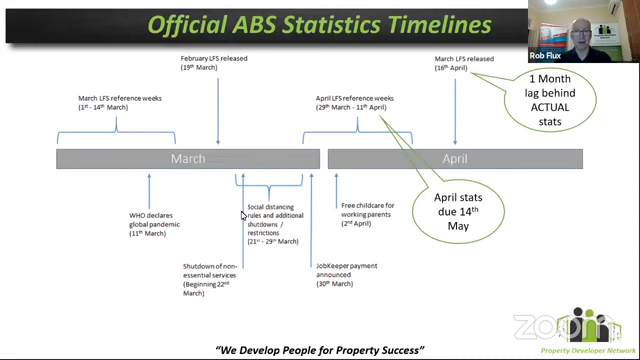 Official ABS Statistics Timelines
Rob Flux
February LFS released
(19th March)
March LFS released
(16th April)
1 Month
lag behind
ACTUAL
stats
March LFS reference weeks
(1st - 14th March)
April LFS reference weeks
(29th March - 11th April)
March
April
WHO declares
global pandemic
(11th March)
Social distancing
rules and additional
shutdowns /
restrictions
(21st - 29th March)
Free childcare for
working parents
(2nd April)
April stats
due 14th
May
Shutdown of non-
essential services
(Beginning 22nd
March)
JobKeeper payment
announced
(30th March)
zoom
"We Develop People for Property Success"
Property Developer Network